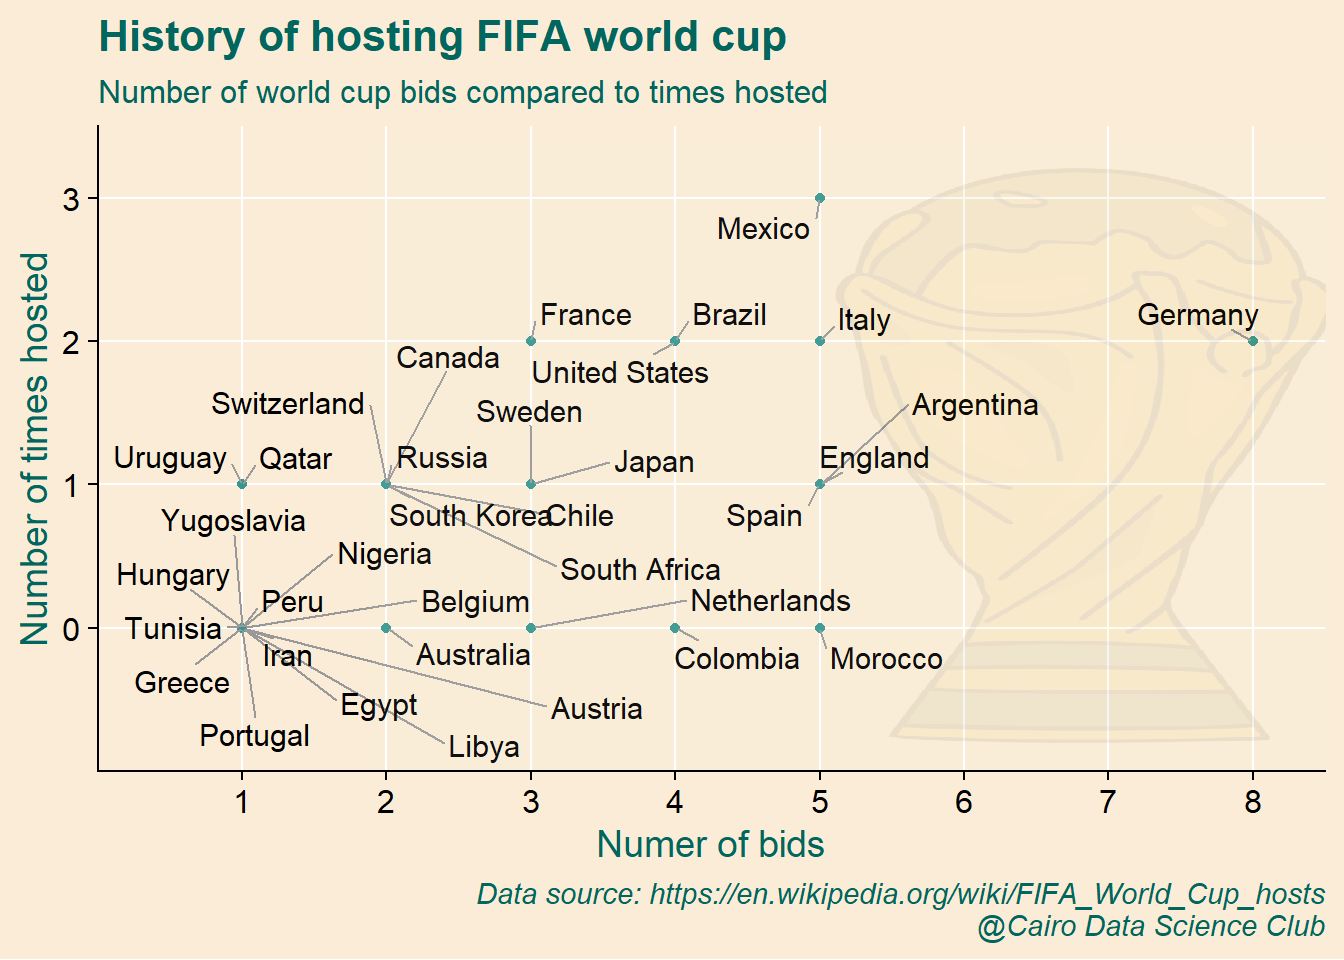 History of hosting FIFA world cup
Number of world cup bids compared to times hosted
Number of times hosted
3
2
1
0
Mexico
France
Brazil
Italy
Germany
Canada
United States
Switzerland
Sweden
Argentina
Uruguay
Qatar
Russia
Japan
England
Yugoslavia
South Korea
Chile
Spain
Nigeria
Hungary
South Africa
Peru
Belgium
Netherlands
Tunisia
Iran
Australia
Colombia
Morocco
Greece
Egypt
Austria
Portugal
Libya
1 2 3 4 5 6 7 8
Numer of bids
Data source: https://en.wikipedia.org/wiki/FIFA_World_Cup_hosts
@Cairo Data Science Club